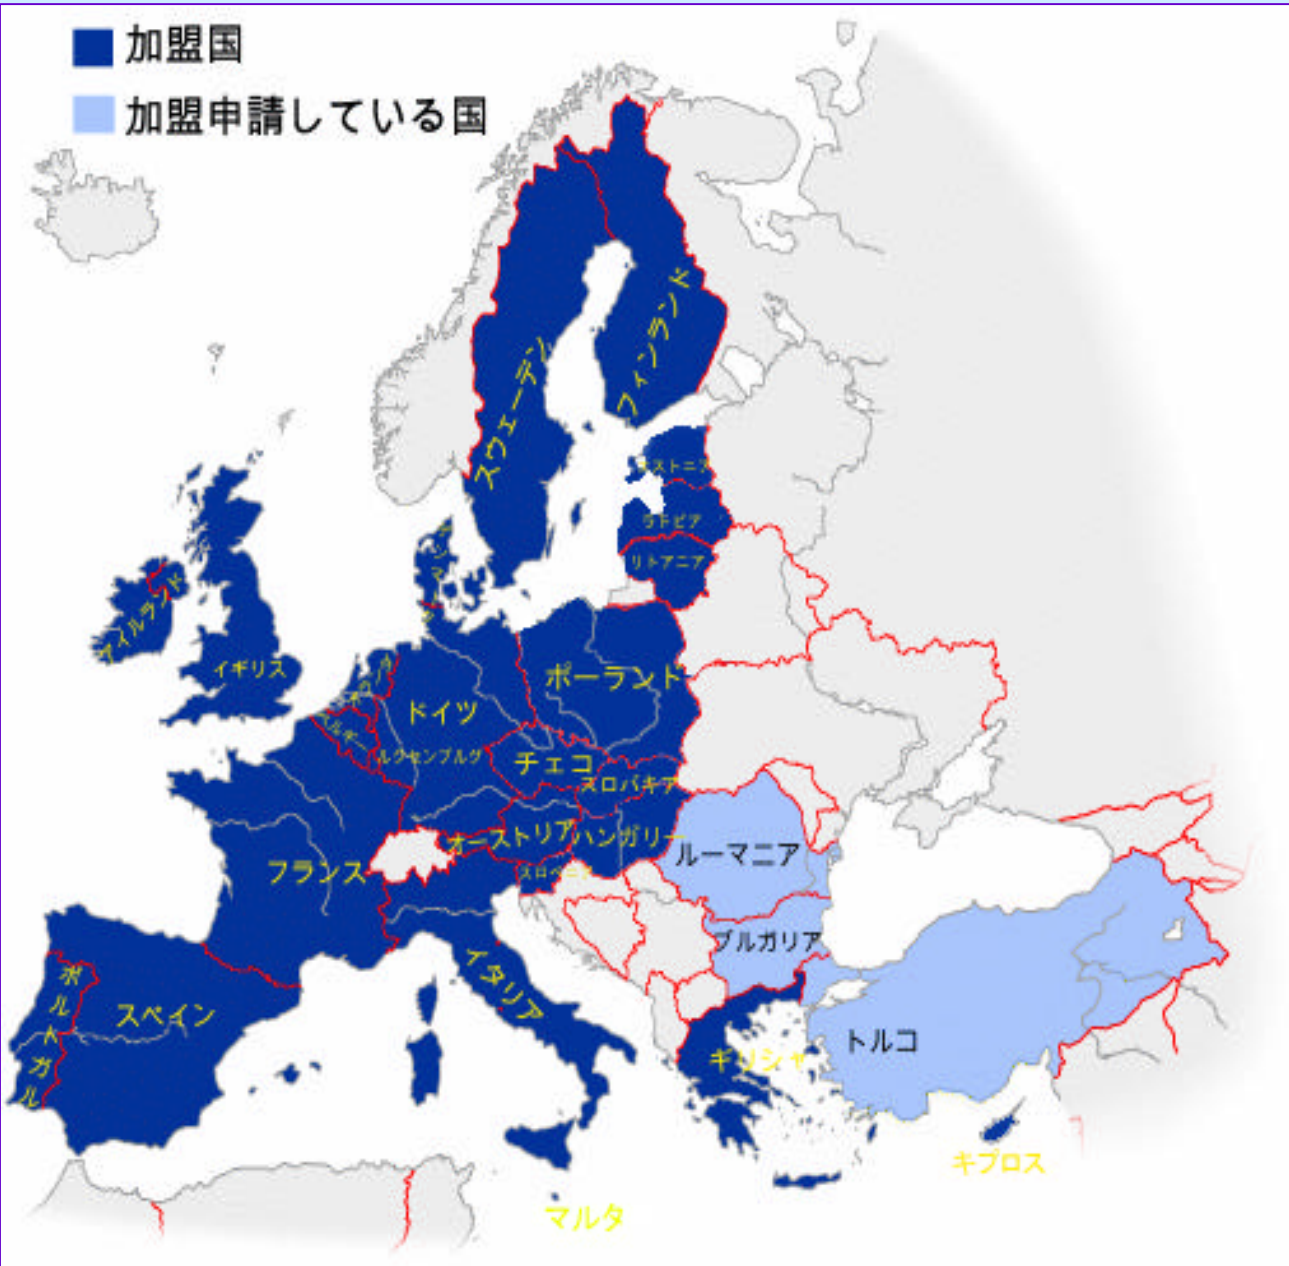 加盟国
加盟申請している国
フィンランド
スウェーデン
ラトビア
リトアニア
アイルランド
イギリス
ポーランド
ドイツ
ベルギー
ルクセンブルグ
チェコ
スロバキア
オーストリア
ハンガリー
ルーマニア
フランス
スロベニア
ブルガリア
イタリア
ポルトガル
スペイン
トルコ
ギリシャ
キプロス
マルタ